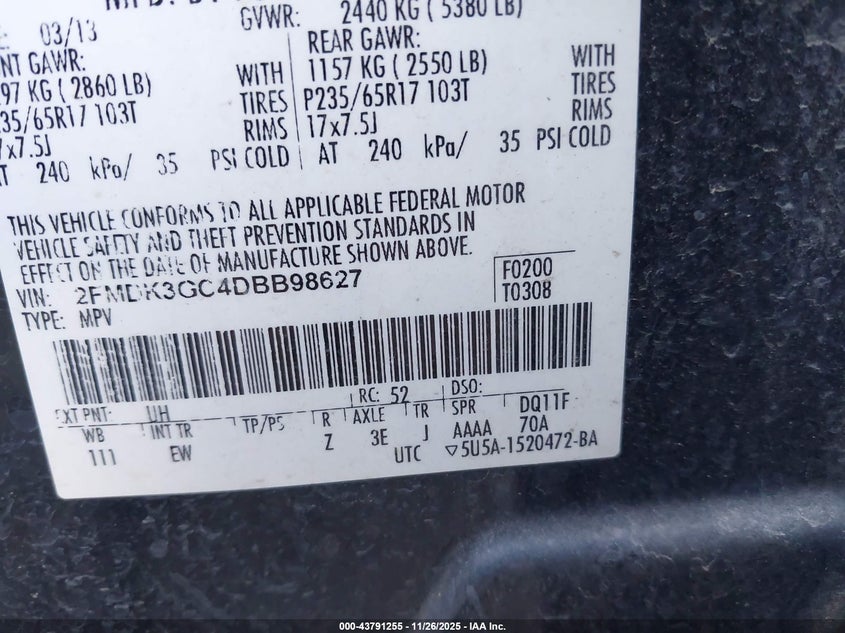 GVWR: 2440 KG ( 5380 LB)
03/13
NT GAWR: WITH
97 KG ( 2860 LB) TIRES
35/65R17 103T RIMS
7x7.5J
AT 240 kPa/ 35 PSI COLD
REAR GAWR: WITH
1157 KG ( 2550 LB) TIRES
P235/65R17 103T RIMS
17x7.5J
AT 240 kPa/ 35 PSI COLD
THIS VEHICLE CONFORMS TO ALL APPLICABLE FEDERAL MOTOR
VEHICLE SAFETY AND THEFT PREVENTION STANDARDS IN
EFFECT ON THE DATE OF MANUFACTURE SHOWN ABOVE.
VIN: 2FMDK3GC4DBB98627
TYPE: MPV
F0200
T0308
EXT PNT: UH RC: 52 DSO:
WB INT TR TP/PS R AXLE TR SPR DQ11F
111 EW Z 3E J AAAA 70A
UTC ▽5U5A-1520472-BA
000-43791255 - 11/26/2025 - IAA Inc.